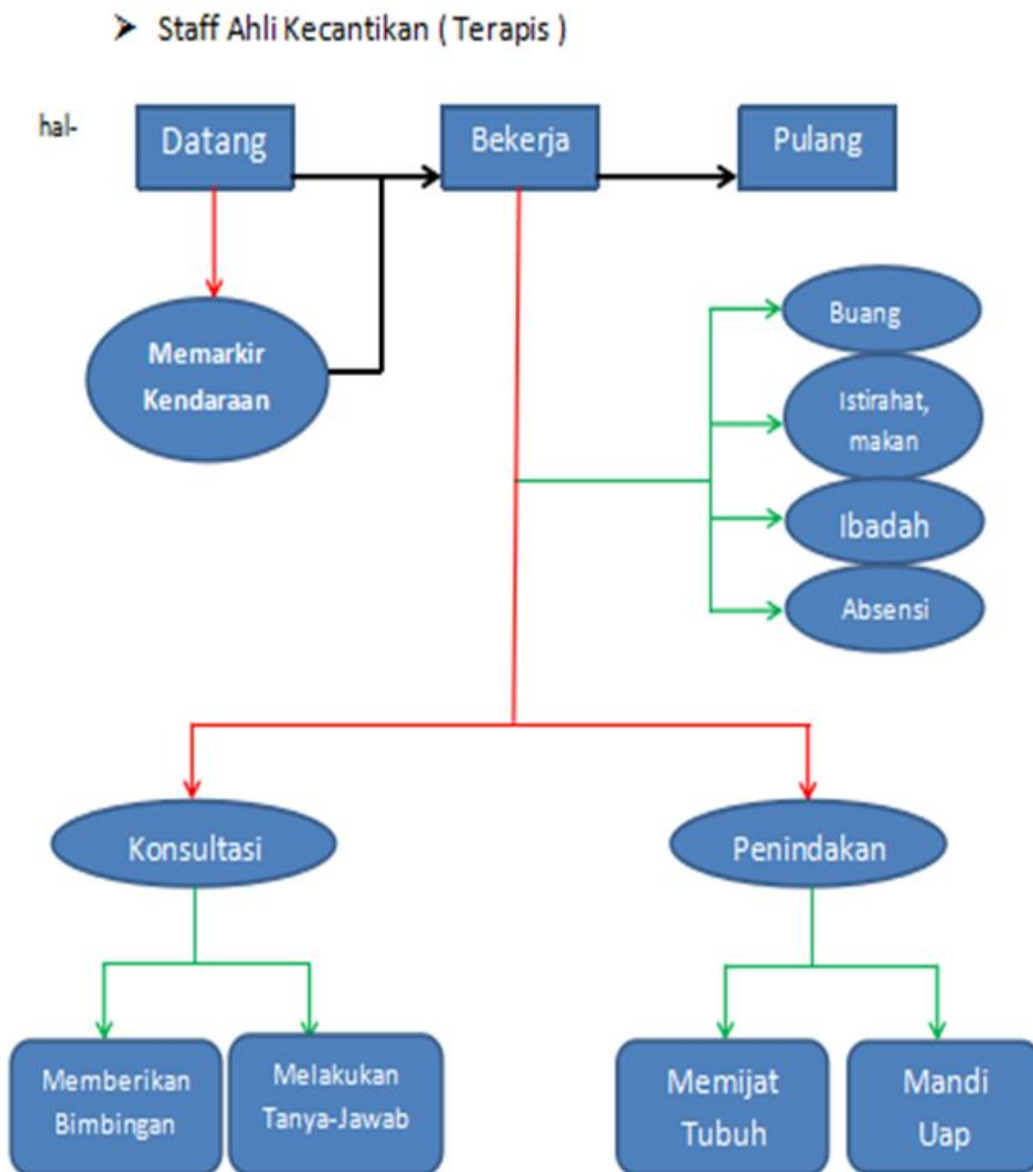 ➤ Staff Ahli Kecantikan ( Terapis )
hal-
Datang
Bekerja
Pulang
Memarkir
Kendaraan
Buang
Istirahat,
makan
Ibadah
Absensi
Konsultasi
Penindakan
Memberikan
Bimbingan
Melakukan
Tanya-Jawab
Memijat
Tubuh
Mandi
Uap